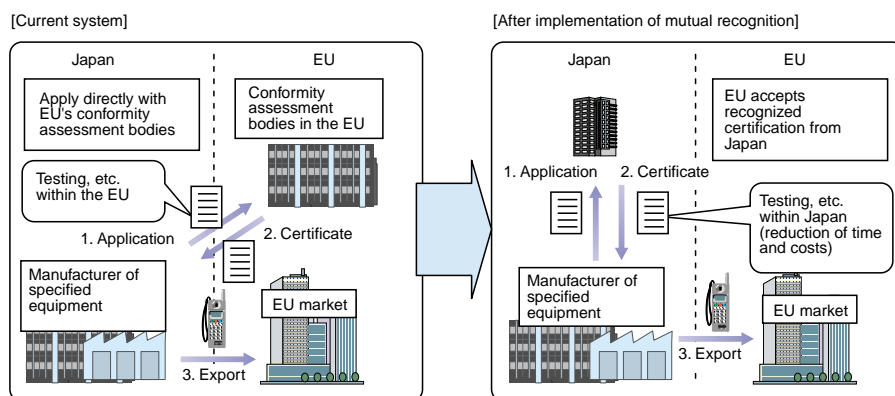 [Current system]
Japan
EU
Apply directly with
EU's conformity
assessment bodies
Conformity
assessment
bodies in the EU
Testing, etc.
within the EU
1. Application
2. Certificate
Manufacturer of
specified
equipment
EU market
3. Export
[After implementation of mutual recognition]
Japan
EU
EU accepts
recognized
certification from
Japan
1. Application
2. Certificate
Testing, etc.
within Japan
(reduction of time
and costs)
Manufacturer of
specified
equipment
EU market
3. Export